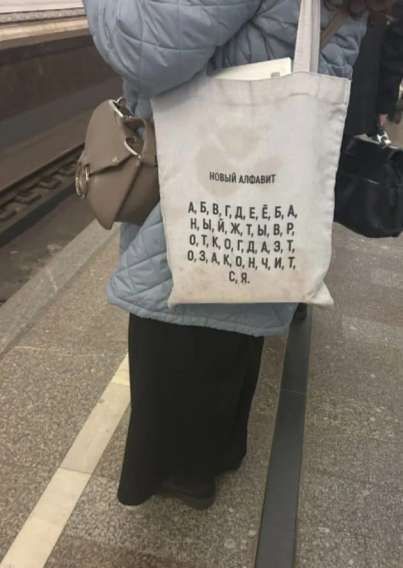 НОВЫЙ АЛФАВИТ
А, Б, В, Г, Д, Е, Ё, Б, А,
Н, Ы, Й, Ж, Т, Ы, В, Р,
О, Т, К, О, Г, Д, А, Э, Т,
О, З, А, К, О, Н, Ч, И, Т,
С, Я.